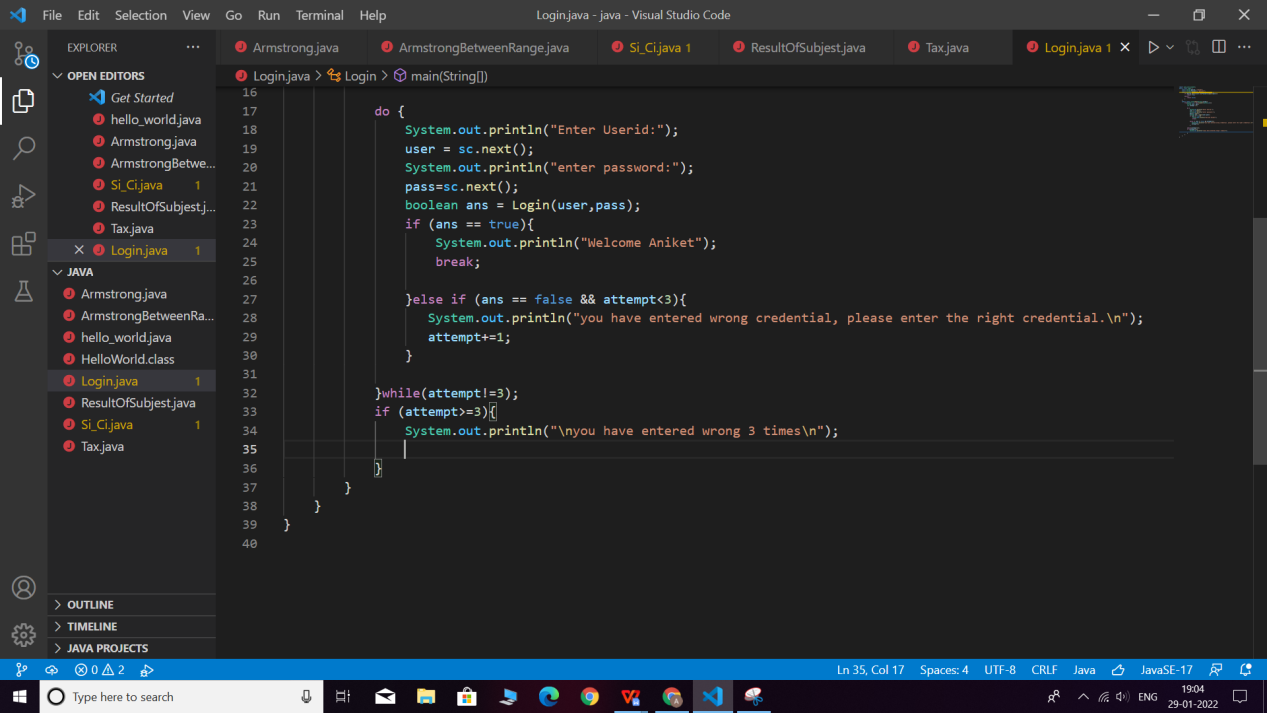 File Edit Selection View Go Run Terminal Help
Login.java - java - Visual Studio Code
EXPLORER
OPEN EDITORS
Get Started
hello_world.java
Armstrong.java
ArmstrongBetwe...
Si_Ci.java 1
ResultOfSubjest.j...
Tax.java
Login.java 1
JAVA
Armstrong.java
ArmstrongBetweenRa...
hello_world.java
HelloWorld.class
Login.java 1
ResultOfSubjest.java
Si_Ci.java 1
Tax.java
OUTLINE
TIMELINE
JAVA PROJECTS
Armstrong.java ArmstrongBetweenRange.java Si_Ci.java 1 ResultOfSubjest.java Tax.java Login.java 1
Login.java > Login > main(String[])
16
17 do {
18 System.out.println("Enter Userid:");
19 user = sc.next();
20 System.out.println("enter password:");
21 pass=sc.next();
22 boolean ans = Login(user,pass);
23 if (ans == true){
24 System.out.println("Welcome Aniket");
25 break;
26
27 }else if (ans == false && attempt<3){
28 System.out.println("you have entered wrong credential, please enter the right credential.\n");
29 attempt+=1;
30 }
31
32 }while(attempt!=3);
33 if (attempt>=3){
34 System.out.println("\nyou have entered wrong 3 times\n");
35
36 }
37 }
38 }
39 }
40
0 2
Ln 35, Col 17 Spaces: 4 UTF-8 CRLF Java JavaSE-17
Type here to search
ENG
19:04
29-01-2022